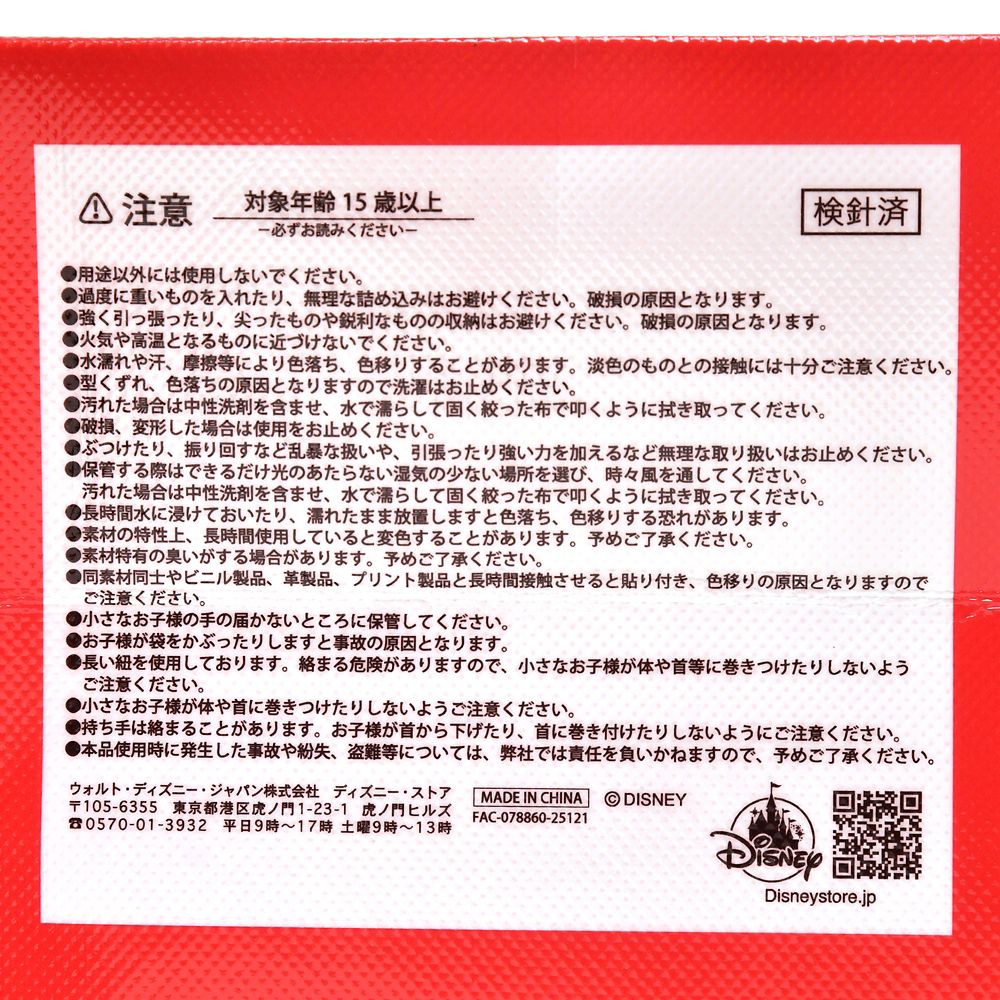 ⚠ 注意 対象年齢 15 歳以上 検針済
ー必ずお読みくださいー
●用途以外には使用しないでください。
●過度に重いものを入れたり、無理な詰め込みはお避けください。破損の原因となります。
●強く引っ張ったり、尖ったものや鋭利なものの収納はお避けください。破損の原因となります。
●火気や高温となるものに近づけないでください。
●水濡れや汗、摩擦等により色落ち、色移りすることがあります。淡色のものとの接触には十分ご注意ください。
●型くずれ、色落ちの原因となりますので洗濯はお止めください。
●汚れた場合は中性洗剤を含ませ、水で濡らして固く絞った布で叩くように拭き取ってください。
●破損、変形した場合は使用をお止めください。
●ぶつけたり、振り回すなど乱暴な扱いや、引張ったり強い力を加えるなど無理な取り扱いはお止めください。
●保管する際はできるだけ光のあたらない湿気の少ない場所を選び、時々風を通してください。
汚れた場合は中性洗剤を含ませ、水で濡らして固く絞った布で叩くように拭き取ってください。
●長時間水に浸けておいたり、濡れたまま放置しますと色落ち、色移りする恐れがあります。
●素材の特性上、長時間使用していると変色することがあります。予めご了承ください。
●素材特有の臭いがする場合があります。予めご了承ください。
●同素材同士やビニル製品、革製品、プリント製品と長時間接触させると貼り付き、色移りの原因となりますので
ご注意ください。
●小さなお子様の手の届かないところに保管してください。
●お子様が袋をかぶったりしますと事故の原因となります。
●長い紐を使用しております。絡まる危険がありますので、小さなお子様が体や首等に巻きつけたりしないよう
ご注意ください。
●小さなお子様が体や首に巻きつけたりしないようご注意ください。
●持ち手は絡まることがあります。お子様が首から下げたり、首に巻き付けたりしないようにご注意ください。
●本品使用時に発生した事故や紛失、盗難等については、弊社では責任を負いかねますので、予めご了承ください。
ウォルト・ディズニー・ジャパン株式会社 ディズニー・ストア
〒105-6355 東京都港区虎ノ門1-23-1 虎ノ門ヒルズ
☎0570-01-3932 平日9時〜17時 土曜9時〜13時
MADE IN CHINA ©DISNEY
FAC-078860-25121
DISNEY
Disneystore.jp